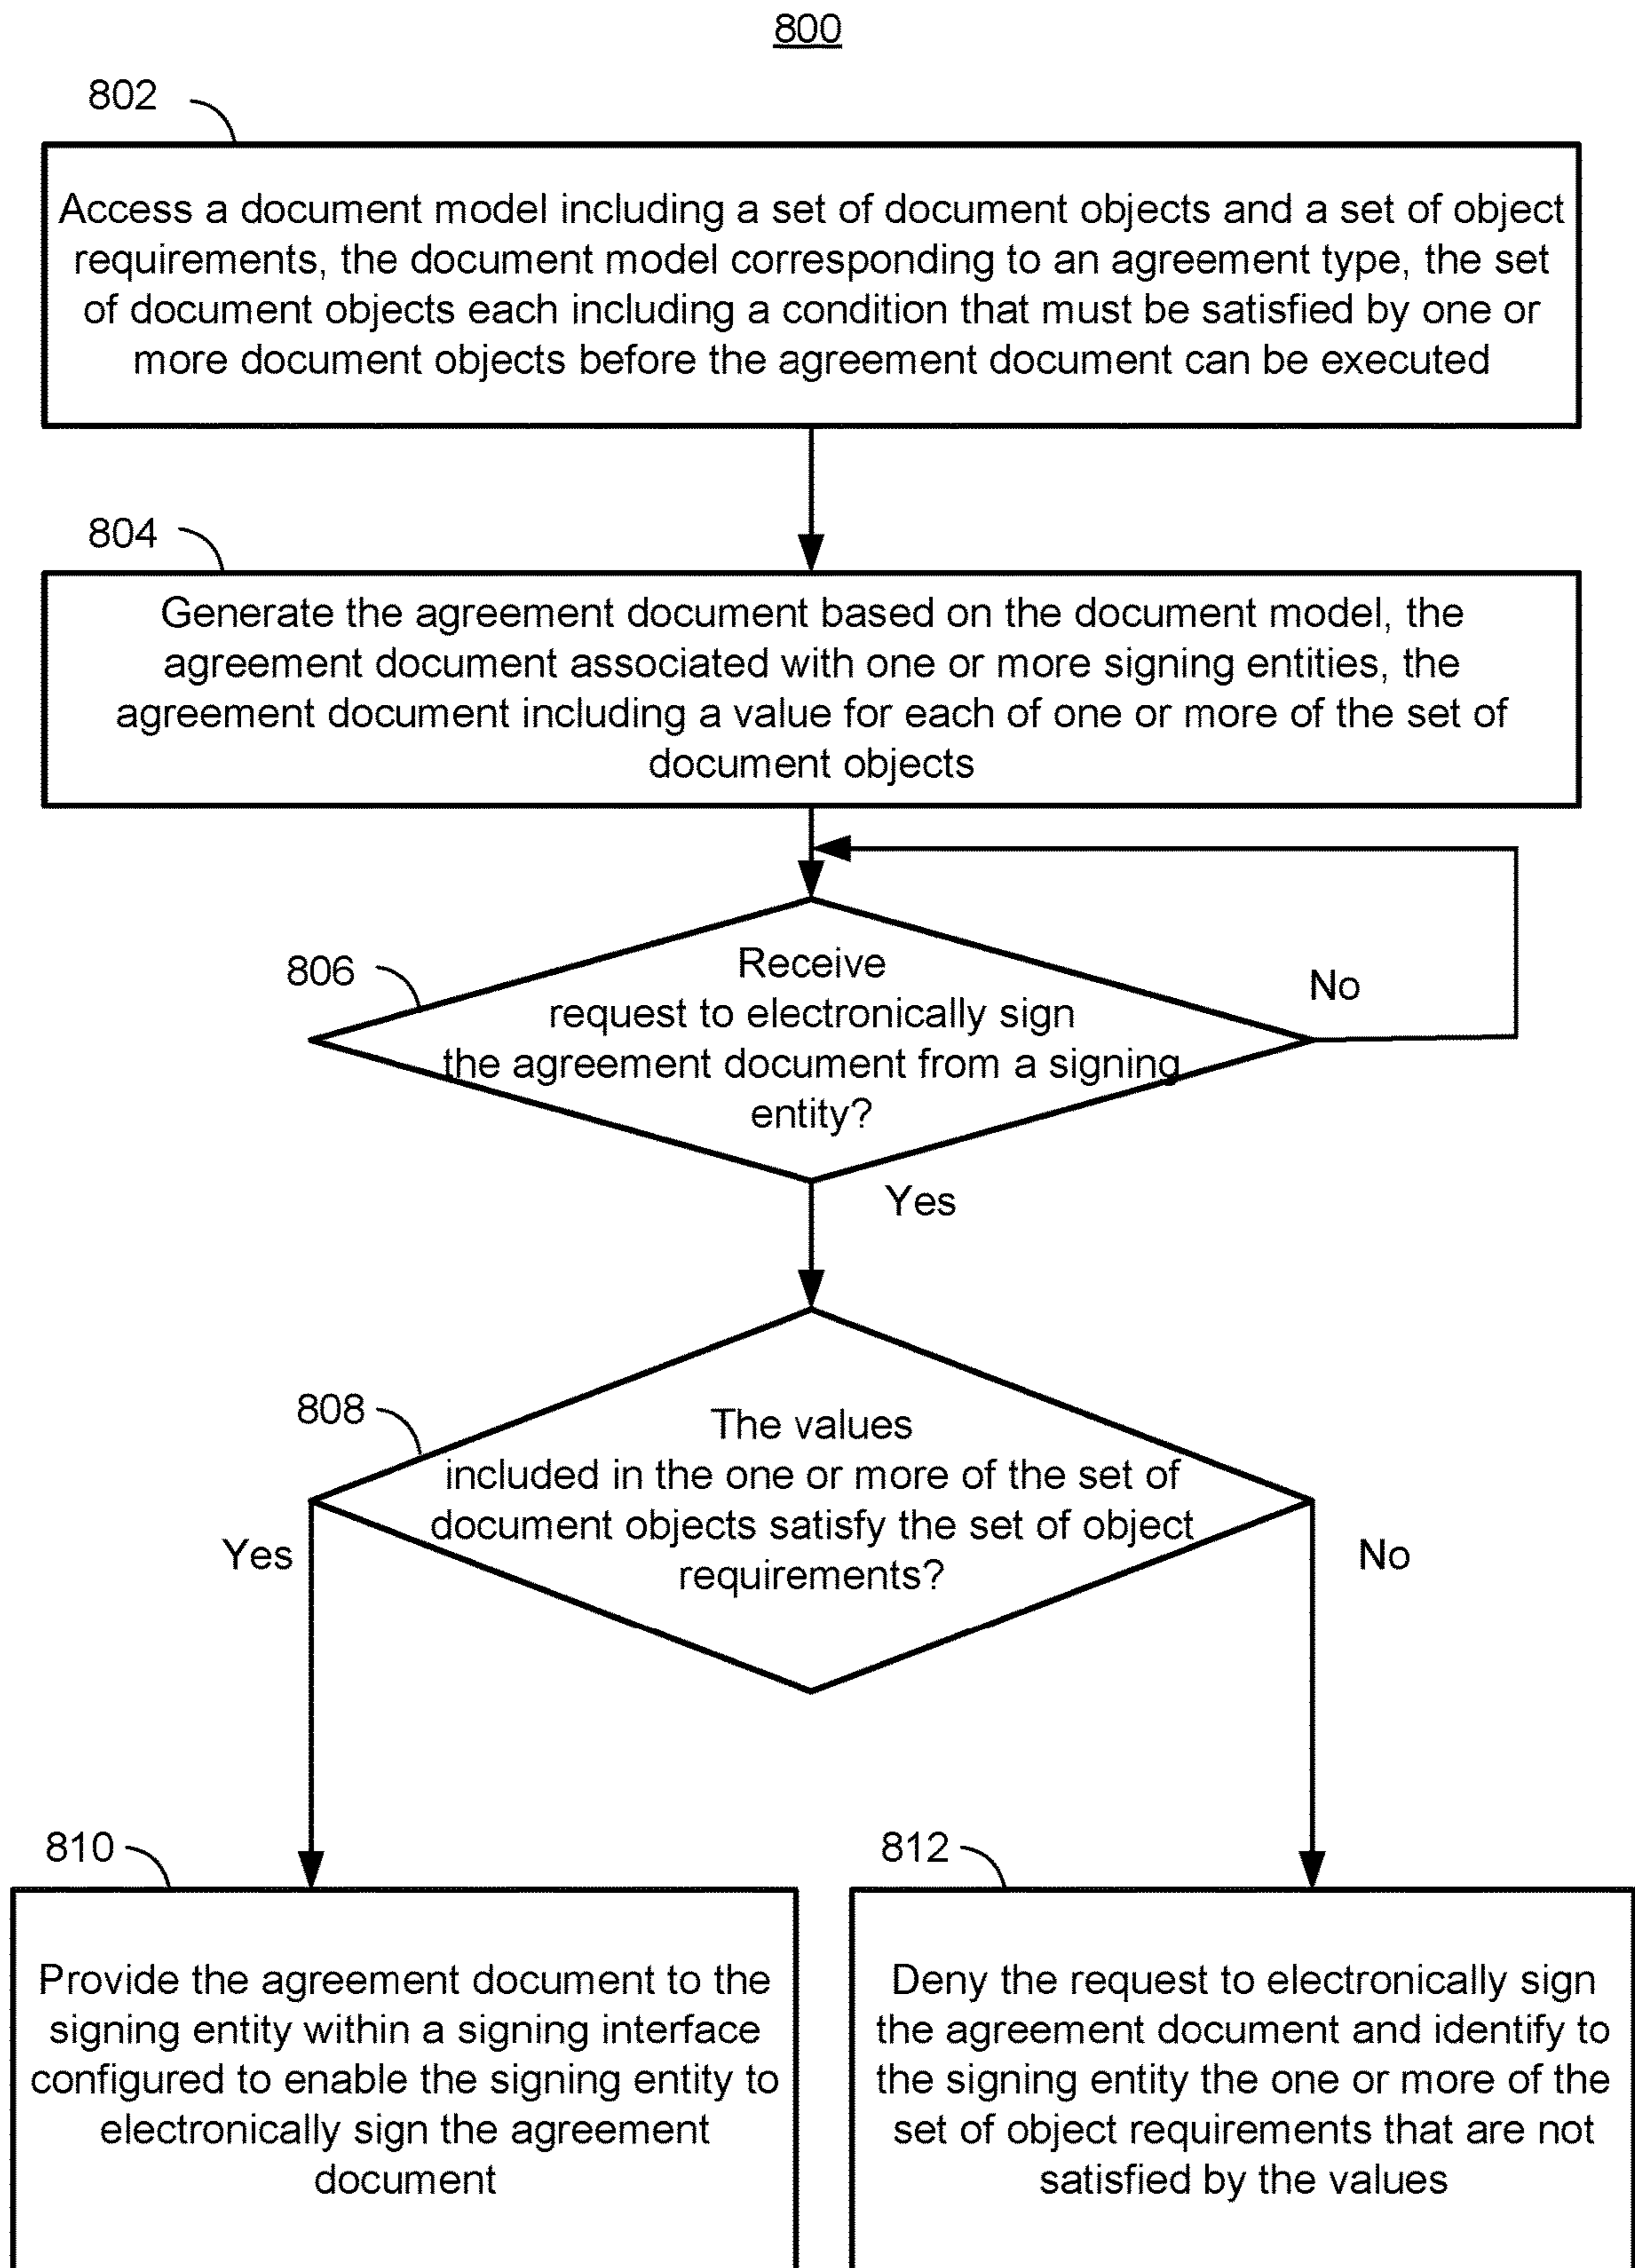 800
802
Access a document model including a set of document objects and a set of object
requirements, the document model corresponding to an agreement type, the set
of document objects each including a condition that must be satisfied by one or
more document objects before the agreement document can be executed
804
Generate the agreement document based on the document model, the
agreement document associated with one or more signing entities, the
agreement document including a value for each of one or more of the set of
document objects
806
Receive
request to electronically sign
the agreement document from a signing
entity?
No
Yes
808
The values
included in the one or more of the set of
document objects satisfy the set of object
requirements?
Yes
No
810
Provide the agreement document to the
signing entity within a signing interface
configured to enable the signing entity to
electronically sign the agreement
document
812
Deny the request to electronically sign
the agreement document and identify to
the signing entity the one or more of the
set of object requirements that are not
satisfied by the values